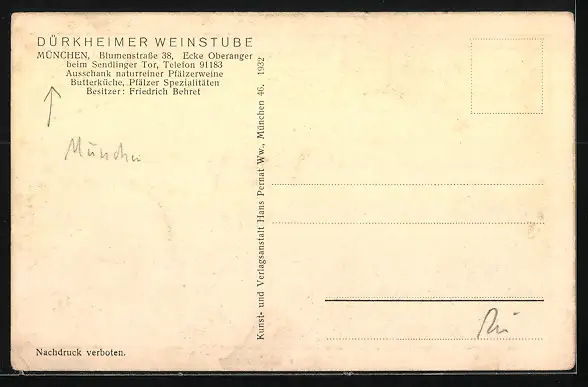 DÜRKHEIMER WEINSTUBE
MÜNCHEN, Blumenstraße 38, Ecke Oberanger
beim Sendlinger Tor, Telefon 91183
Ausschank naturreiner Pfälzerweine
Butterküche, Pfälzer Spezialitäten
Besitzer: Friedrich Behret
München
Kunst- und Verlagsanstalt Hans Pernat Ww., München 46. 1932
Nachdruck verboten.